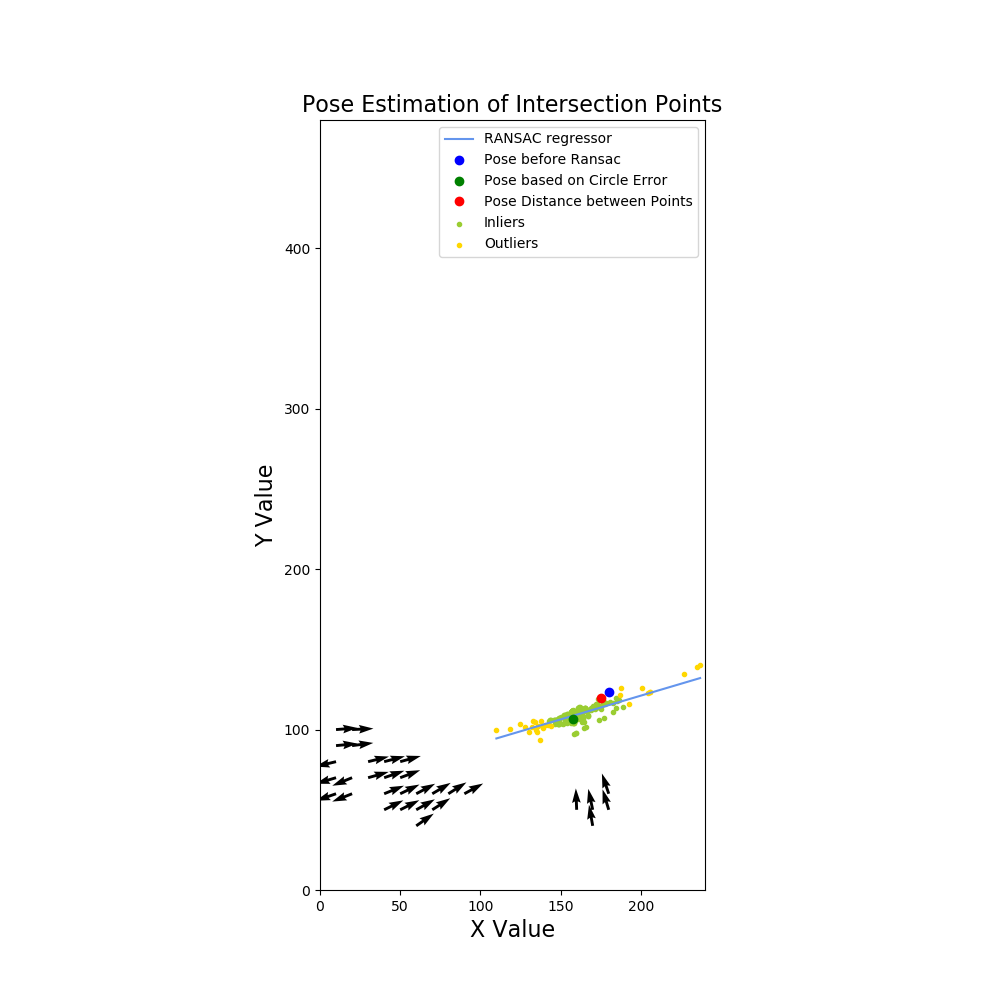 Pose Estimation of Intersection Points
RANSAC regressor
Pose before Ransac
Pose based on Circle Error
Pose Distance between Points
Inliers
Outliers
400
300
200
100
0
Y Value
0 50 100 150 200
X Value